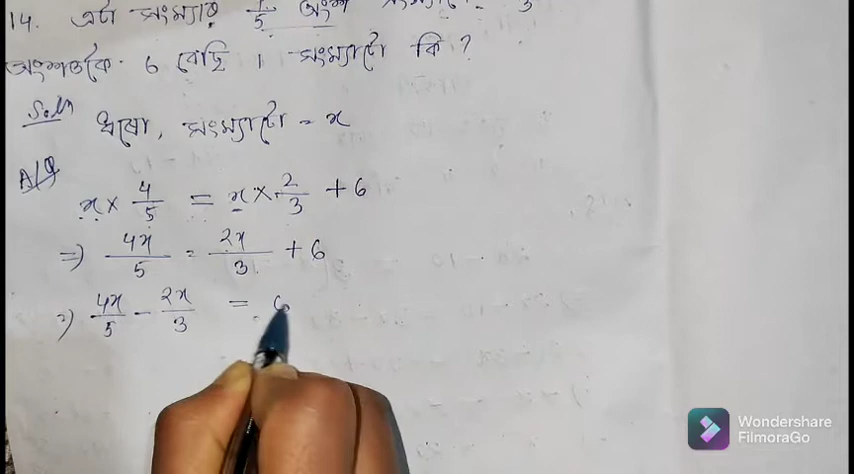 14. এটা সংখ্যাৰ 4/5 অংশ
অংশতকৈ 6 বেছি । সংখ্যাটো কি ?
Soln ধৰো, সংখ্যাটো = x
A/Q
x × 4/5 = x × 2/3 + 6
⇒) 4x/5 = 2x/3 + 6
⇒) 4x/5 - 2x/3 = 6
Wondershare
FilmoraGo